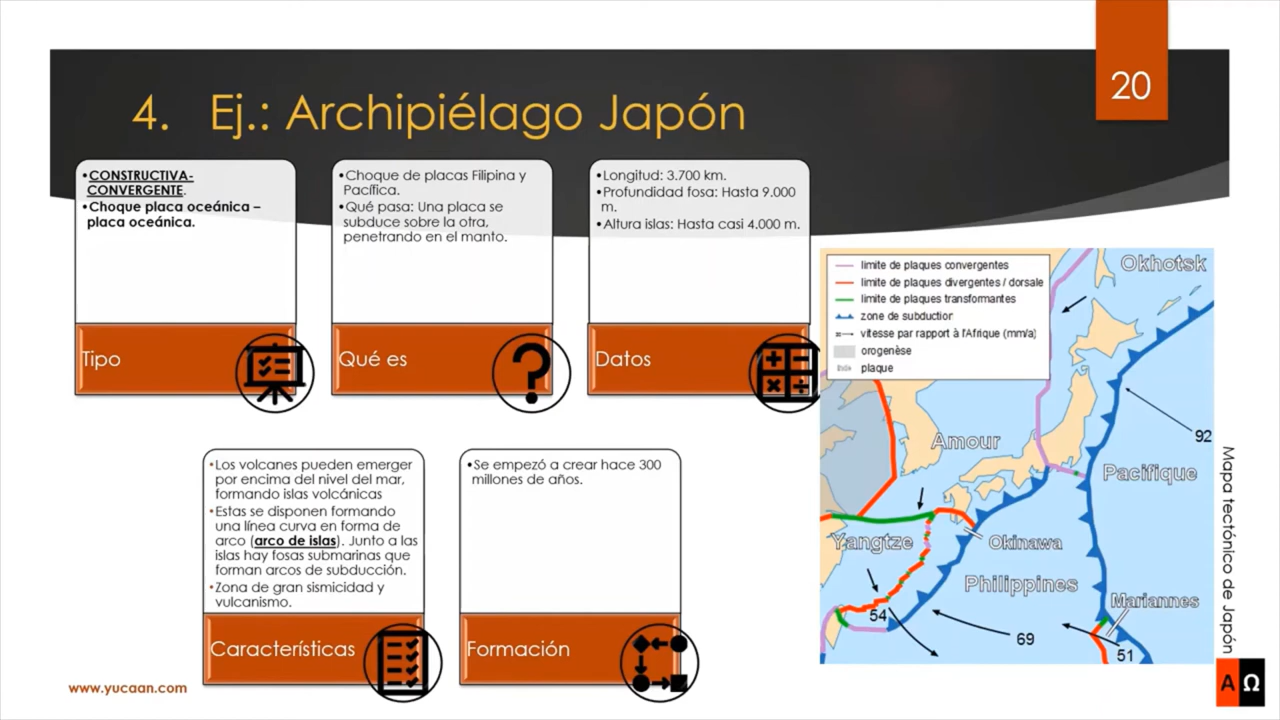 20
4. Ej.: Archipiélago Japón
•CONSTRUCTIVA-
CONVERGENTE.
•Choque placa oceánica –
placa oceánica.
Tipo
•Choque de placas Filipina y
Pacífica.
•Qué pasa: Una placa se
subduce sobre la otra,
penetrando en el manto.
Qué es
•Longitud: 3.700 km.
•Profundidad fosa: Hasta 9.000
m.
•Altura islas: Hasta casi 4.000 m.
Datos
•Los volcanes pueden emerger
por encima del nivel del mar,
formando islas volcánicas
•Estas se disponen formando
una línea curva en forma de
arco (arco de islas). Junto a las
islas hay fosas submarinas que
forman arcos de subducción.
•Zona de gran sismicidad y
vulcanismo.
Características
•Se empezó a crear hace 300
millones de años.
Formación
limite de plaques convergentes
limite de plaques divergentes / dorsale
limite de plaques transformantes
zone de subduction
vitesse par rapport à l'Afrique (mm/a)
orogenèse
plaque
Okhotsk
92
Amour
Pacifique
Yangtze
Okinawa
Philippines
Mariannes
54
69
51
Mapa tectónico de Japón
www.yucaan.com
A Ω